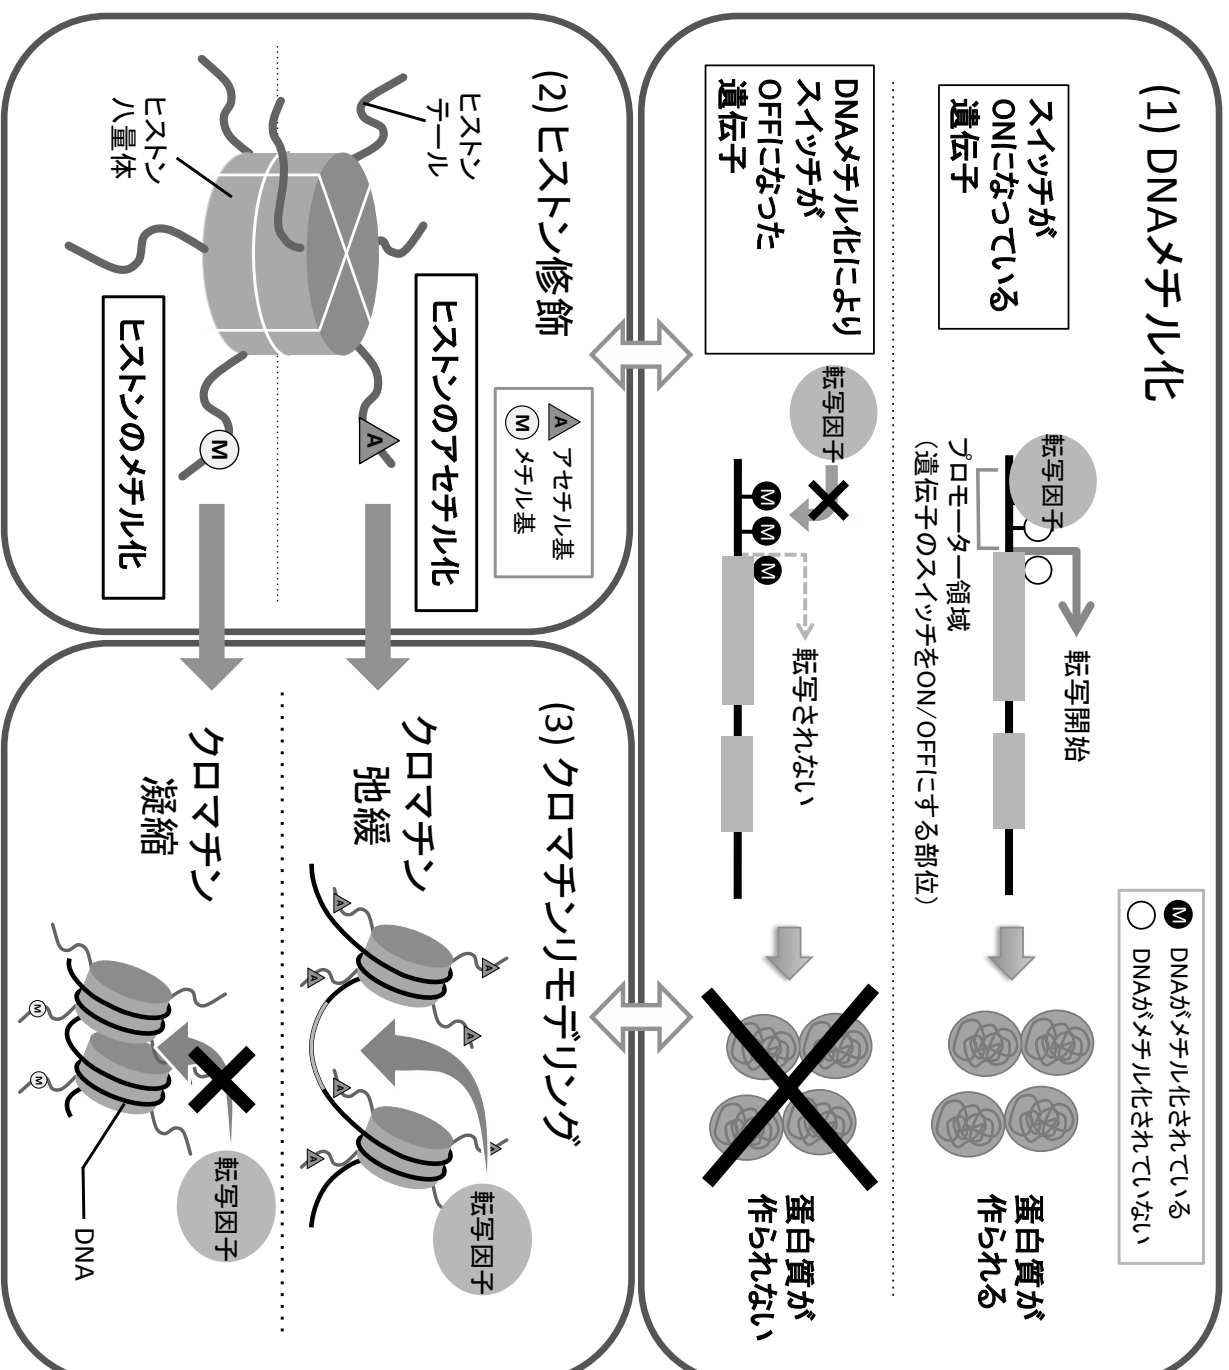 (1) DNAメチル化
M DNAがメチル化されている
DNAがメチル化されていない
スイッチが
ONになっている
遺伝子
転写因子
転写開始
プロモーター領域
(遺伝子のスイッチをON/OFFにする部位)
蛋白質が
作られる
DNAメチル化により
スイッチが
OFFになった
遺伝子
転写因子
M
M
M
転写されない
蛋白質が
作られない
(2) ヒストン修飾
A アセチル基
M メチル基
ヒストン
テール
ヒストンのアセチル化
A
ヒストン
八量体
M
ヒストンのメチル化
(3) クロマチンリモデリング
クロマチン
弛緩
A
A
A
A
A
A
A
転写因子
クロマチン
凝縮
M
M
転写因子
DNA